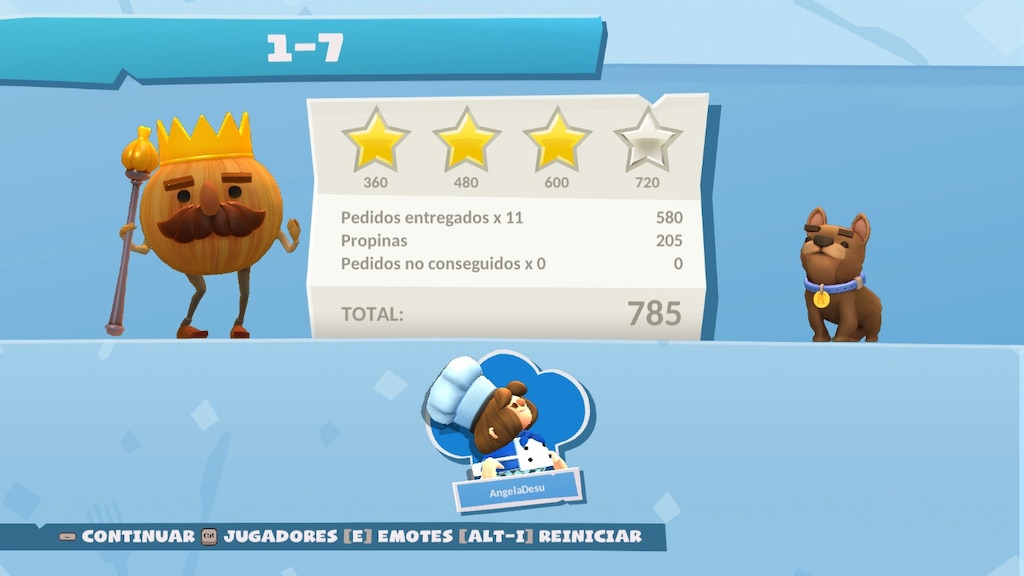 1-7
360 480 600 720
Pedidos entregados x 11 580
Propinas 205
Pedidos no conseguidos x 0 0
TOTAL: 785
AngelaDesu
CONTINUAR Ctrl JUGADORES [E] EMOTES [ALT-I] REINICIAR